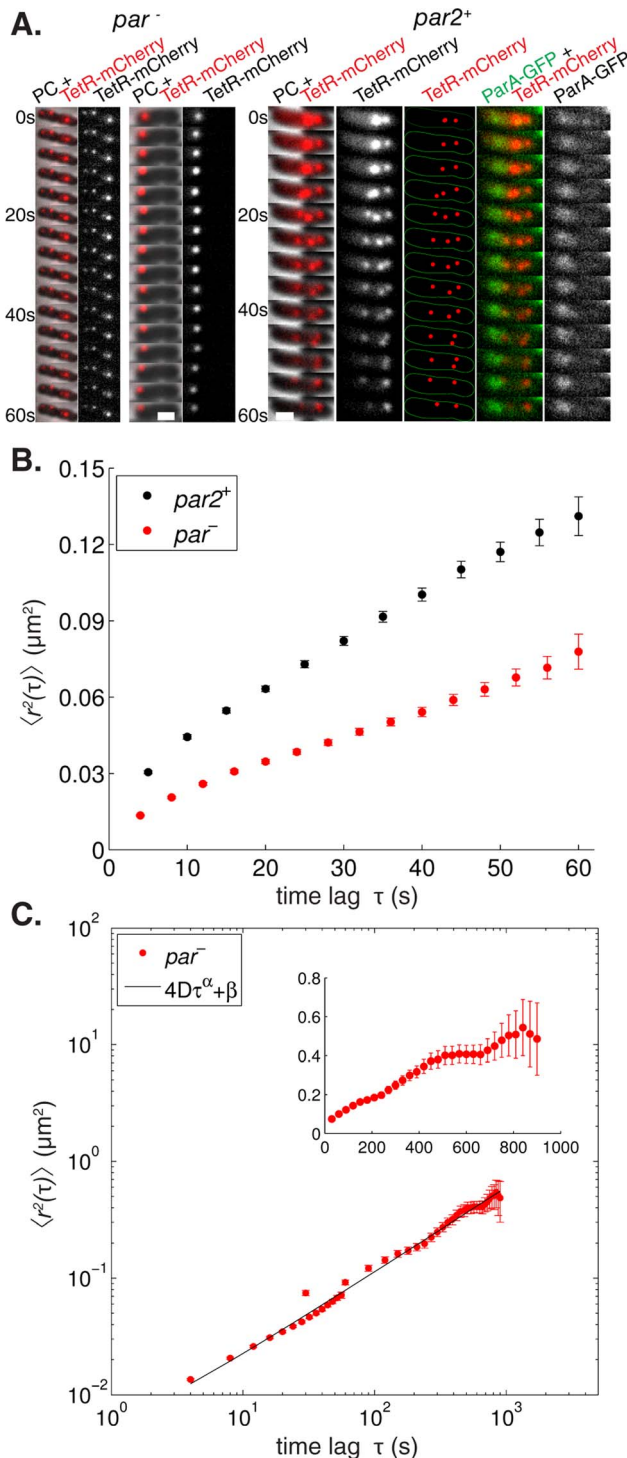 A.
par - par2+
PC + TetR-mCherry
TetR-mCherry
PC + TetR-mCherry
TetR-mCherry
PC + TetR-mCherry
TetR-mCherry
TetR-mCherry
ParA-GFP + TetR-mCherry
ParA-GFP
0s 0s
20s 20s
40s 40s
60s 60s
B.
0.15
par2+
par−
0.12
0.09
0.06
0.03
0
⟨r²(τ)⟩ (μm²)
0 10 20 30 40 50 60
time lag τ (s)
C.
10²
par−
4Dτᵅ+β
10¹
10⁰
10⁻¹
10⁻²
⟨r²(τ)⟩ (μm²)
0.8
0.6
0.4
0.2
0
0 200 400 600 800 1000
10⁰ 10¹ 10² 10³
time lag τ (s)